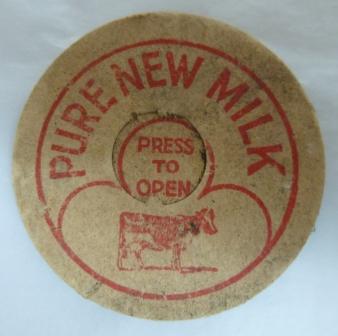 PURE NEW MILK
PRESS
TO
OPEN